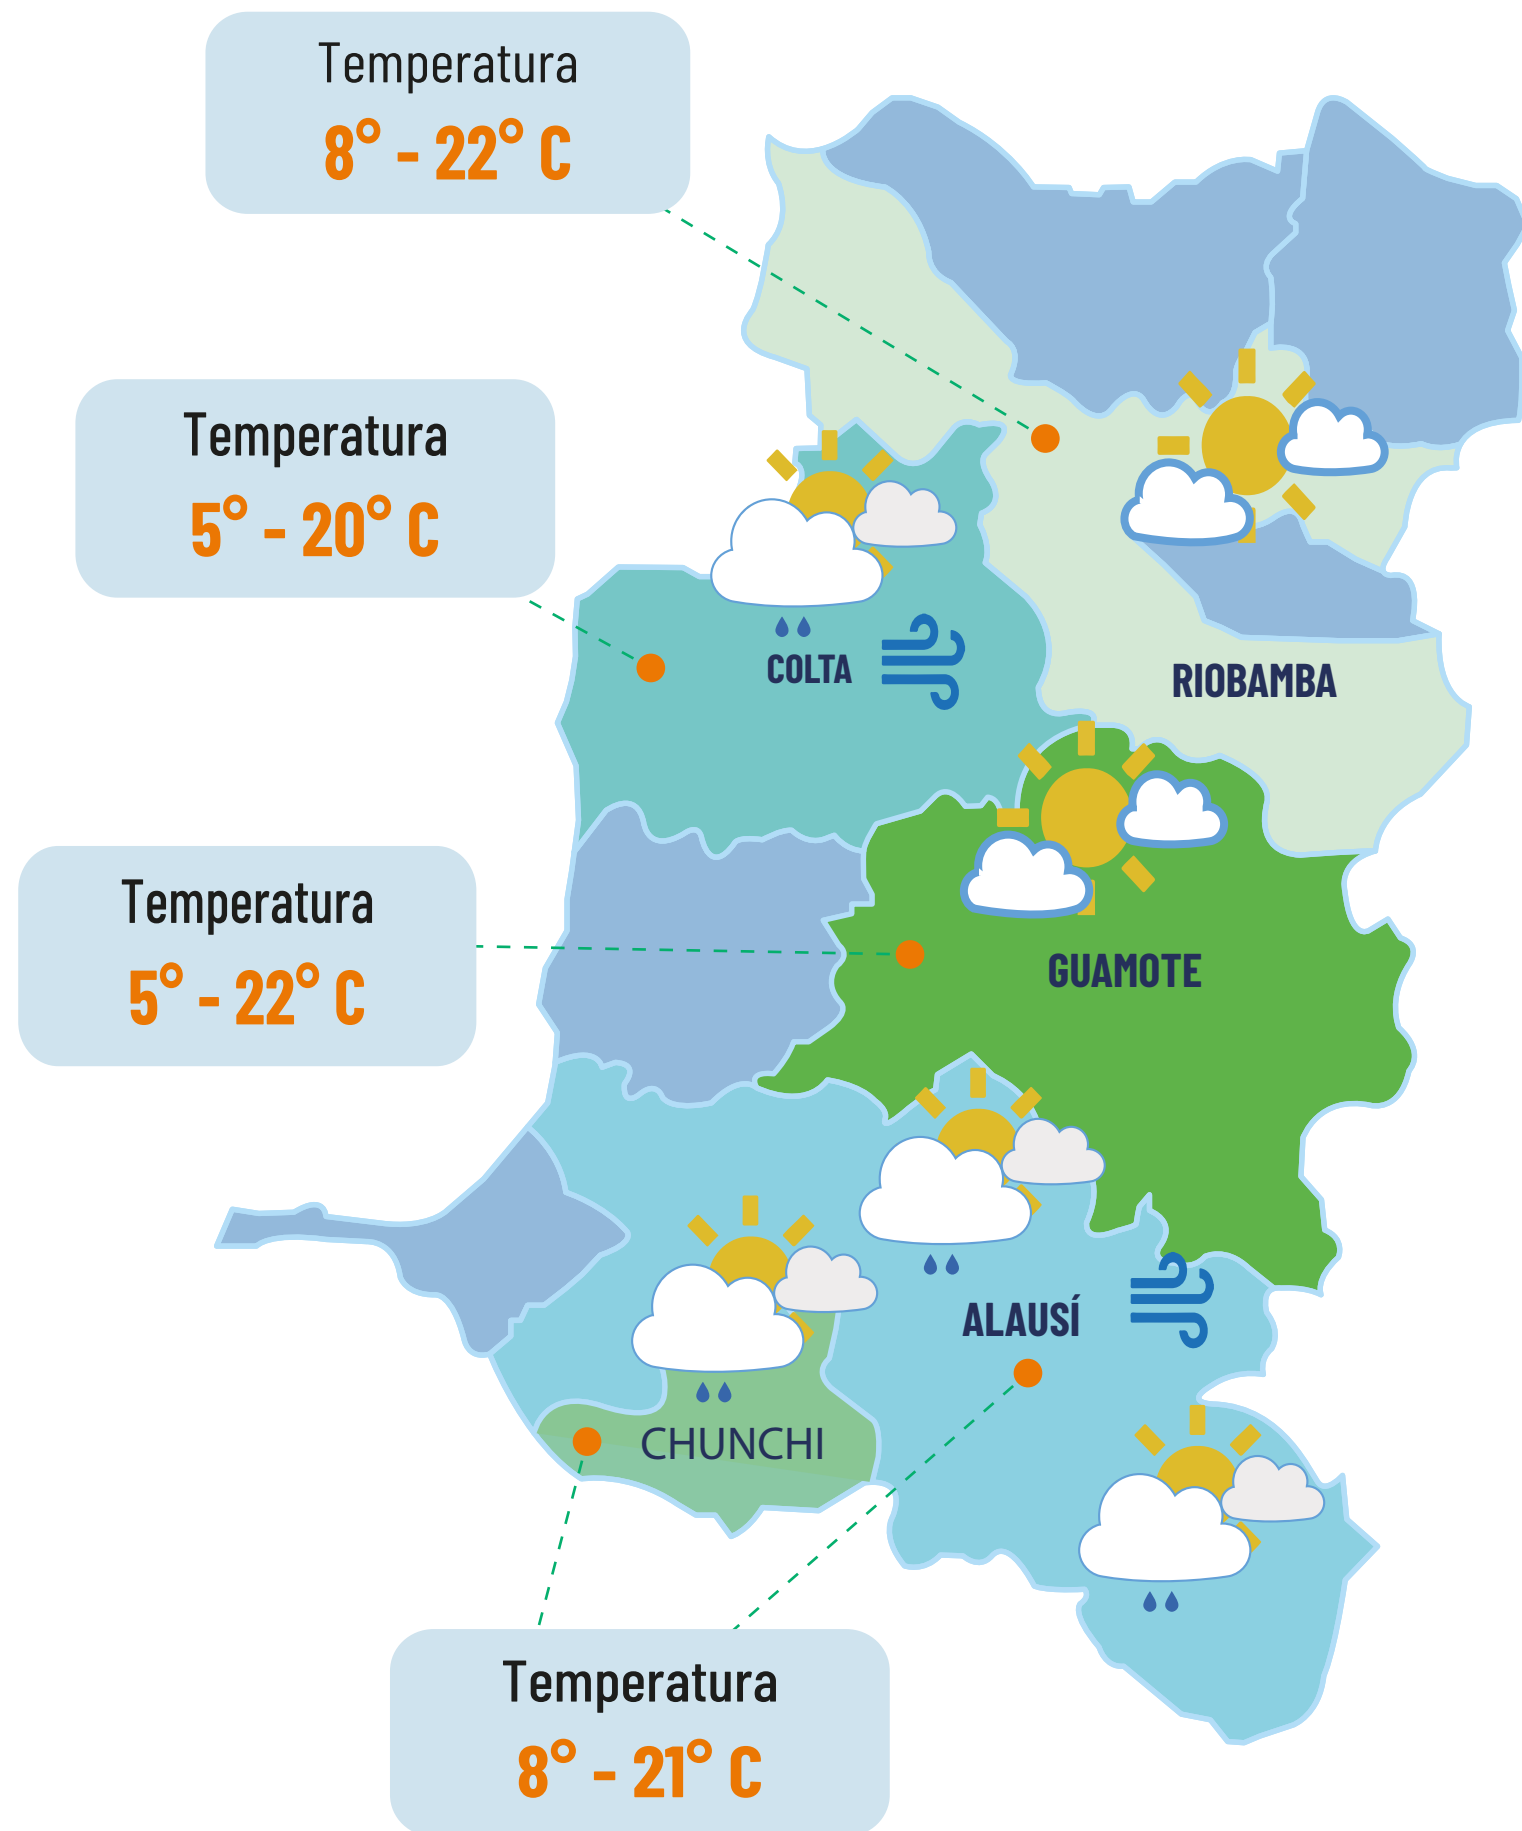 Temperatura
8° - 22° C
Temperatura
5° - 20° C
COLTA
RIOBAMBA
Temperatura
5° - 22° C
GUAMOTE
ALAUSÍ
CHUNCHI
Temperatura
8° - 21° C